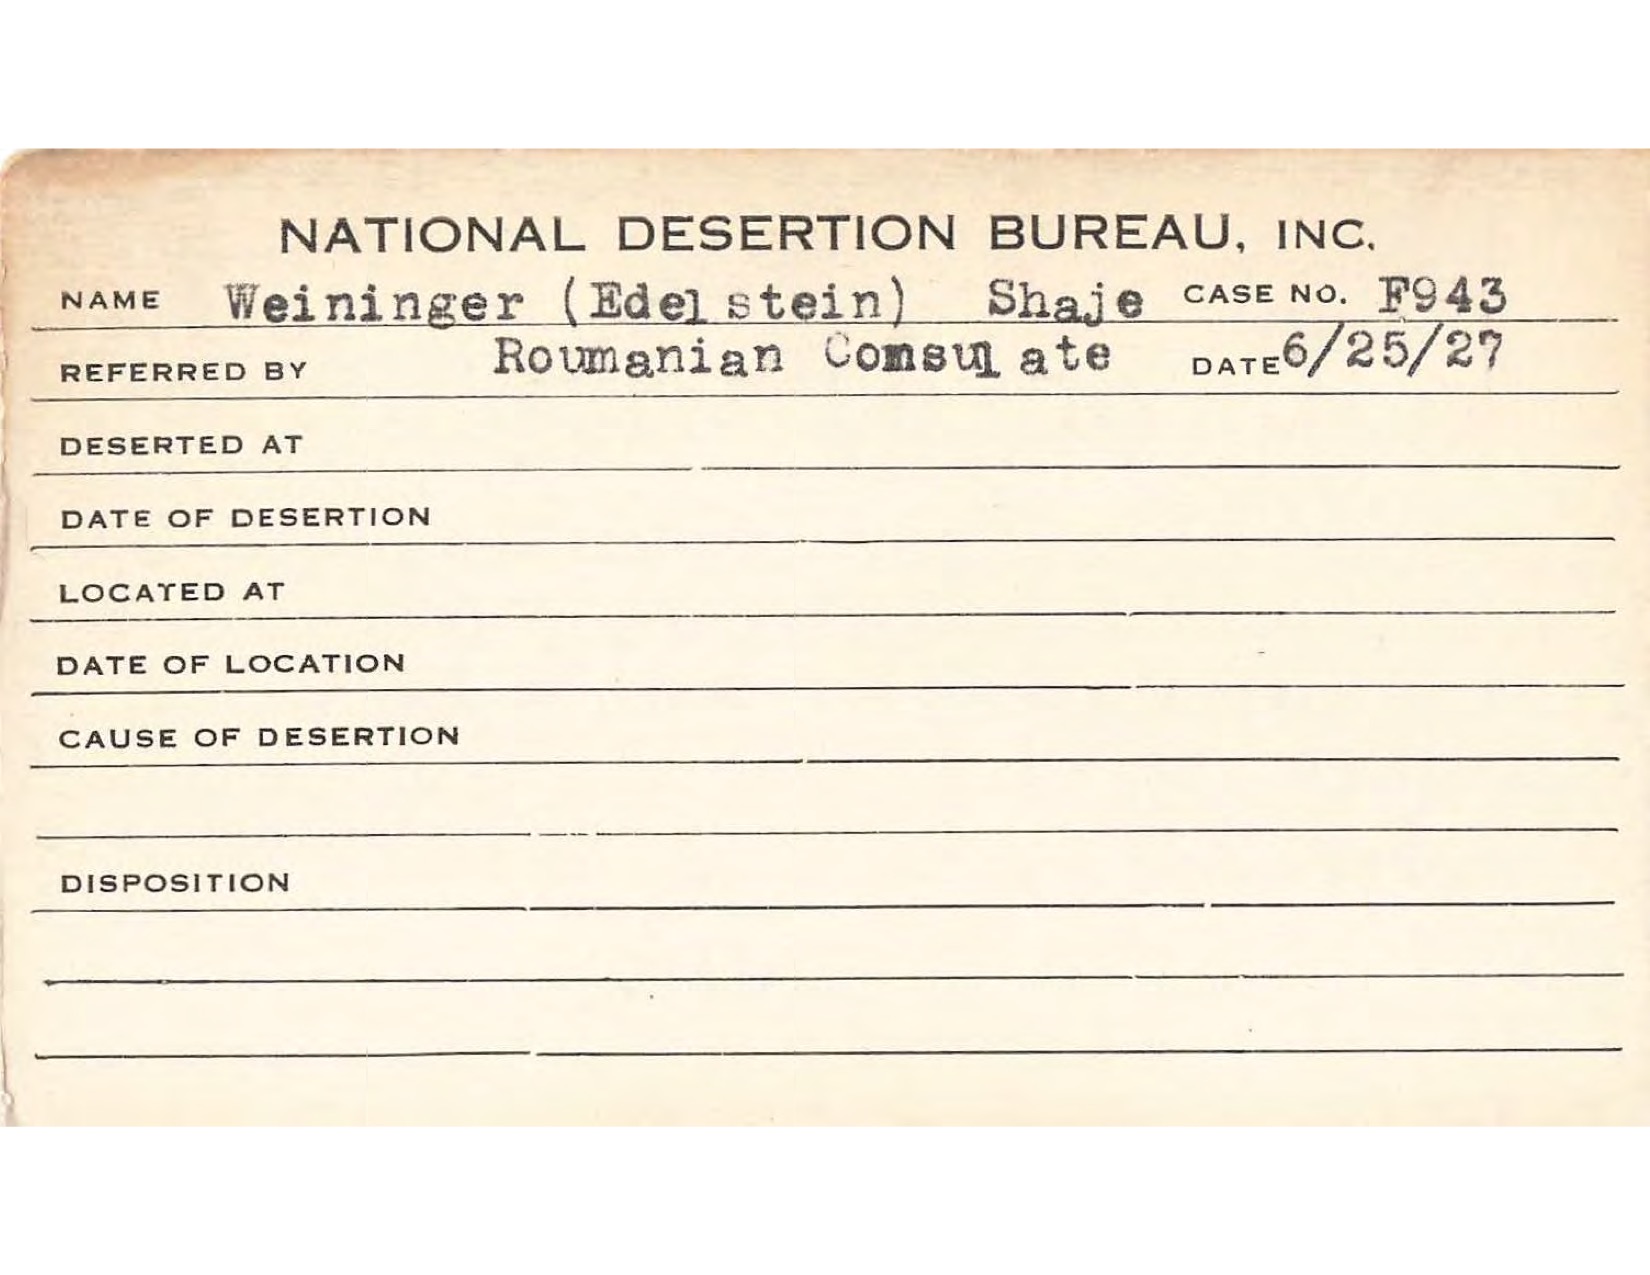 NATIONAL DESERTION BUREAU, INC.
NAME Weininger (Edelstein) Shaje CASE NO. F943
REFERRED BY Roumanian Comsulate DATE 6/25/27
DESERTED AT
DATE OF DESERTION
LOCATED AT
DATE OF LOCATION
CAUSE OF DESERTION
DISPOSITION